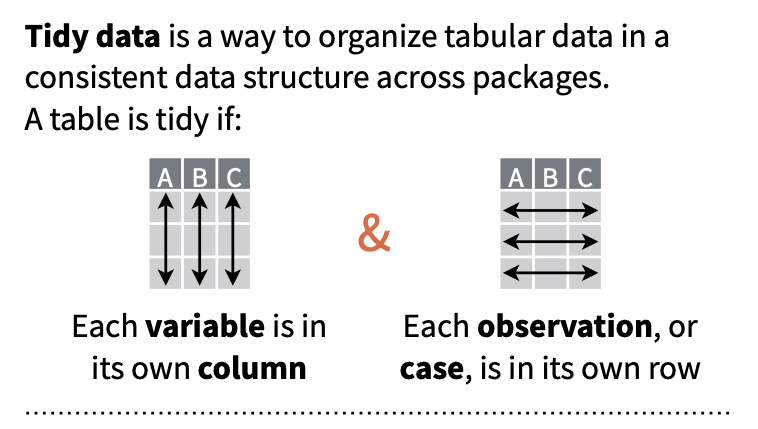 Tidy data is a way to organize tabular data in a
consistent data structure across packages.
A table is tidy if:
A B C
&
A B C
Each variable is in
its own column
Each observation, or
case, is in its own row